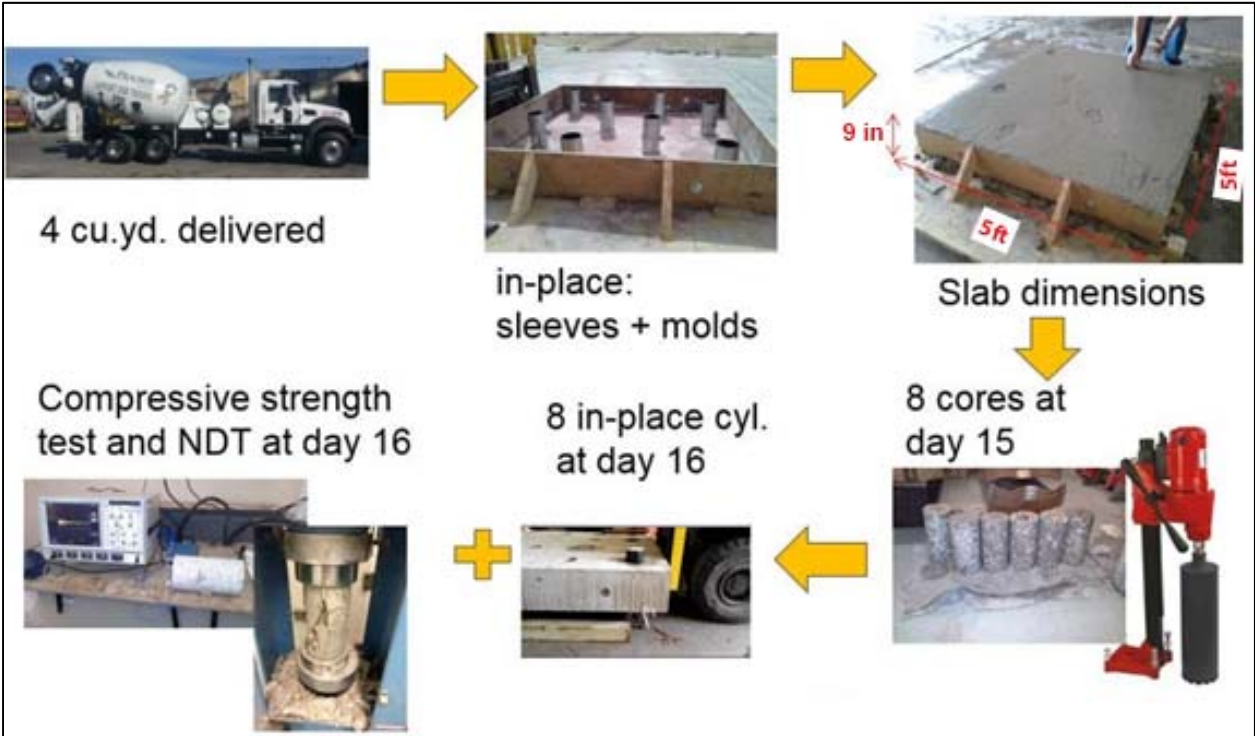 4 cu.yd. delivered
in-place:
sleeves + molds
9 in
5ft
5ft
Slab dimensions
8 cores at
day 15
8 in-place cyl.
at day 16
Compressive strength
test and NDT at day 16